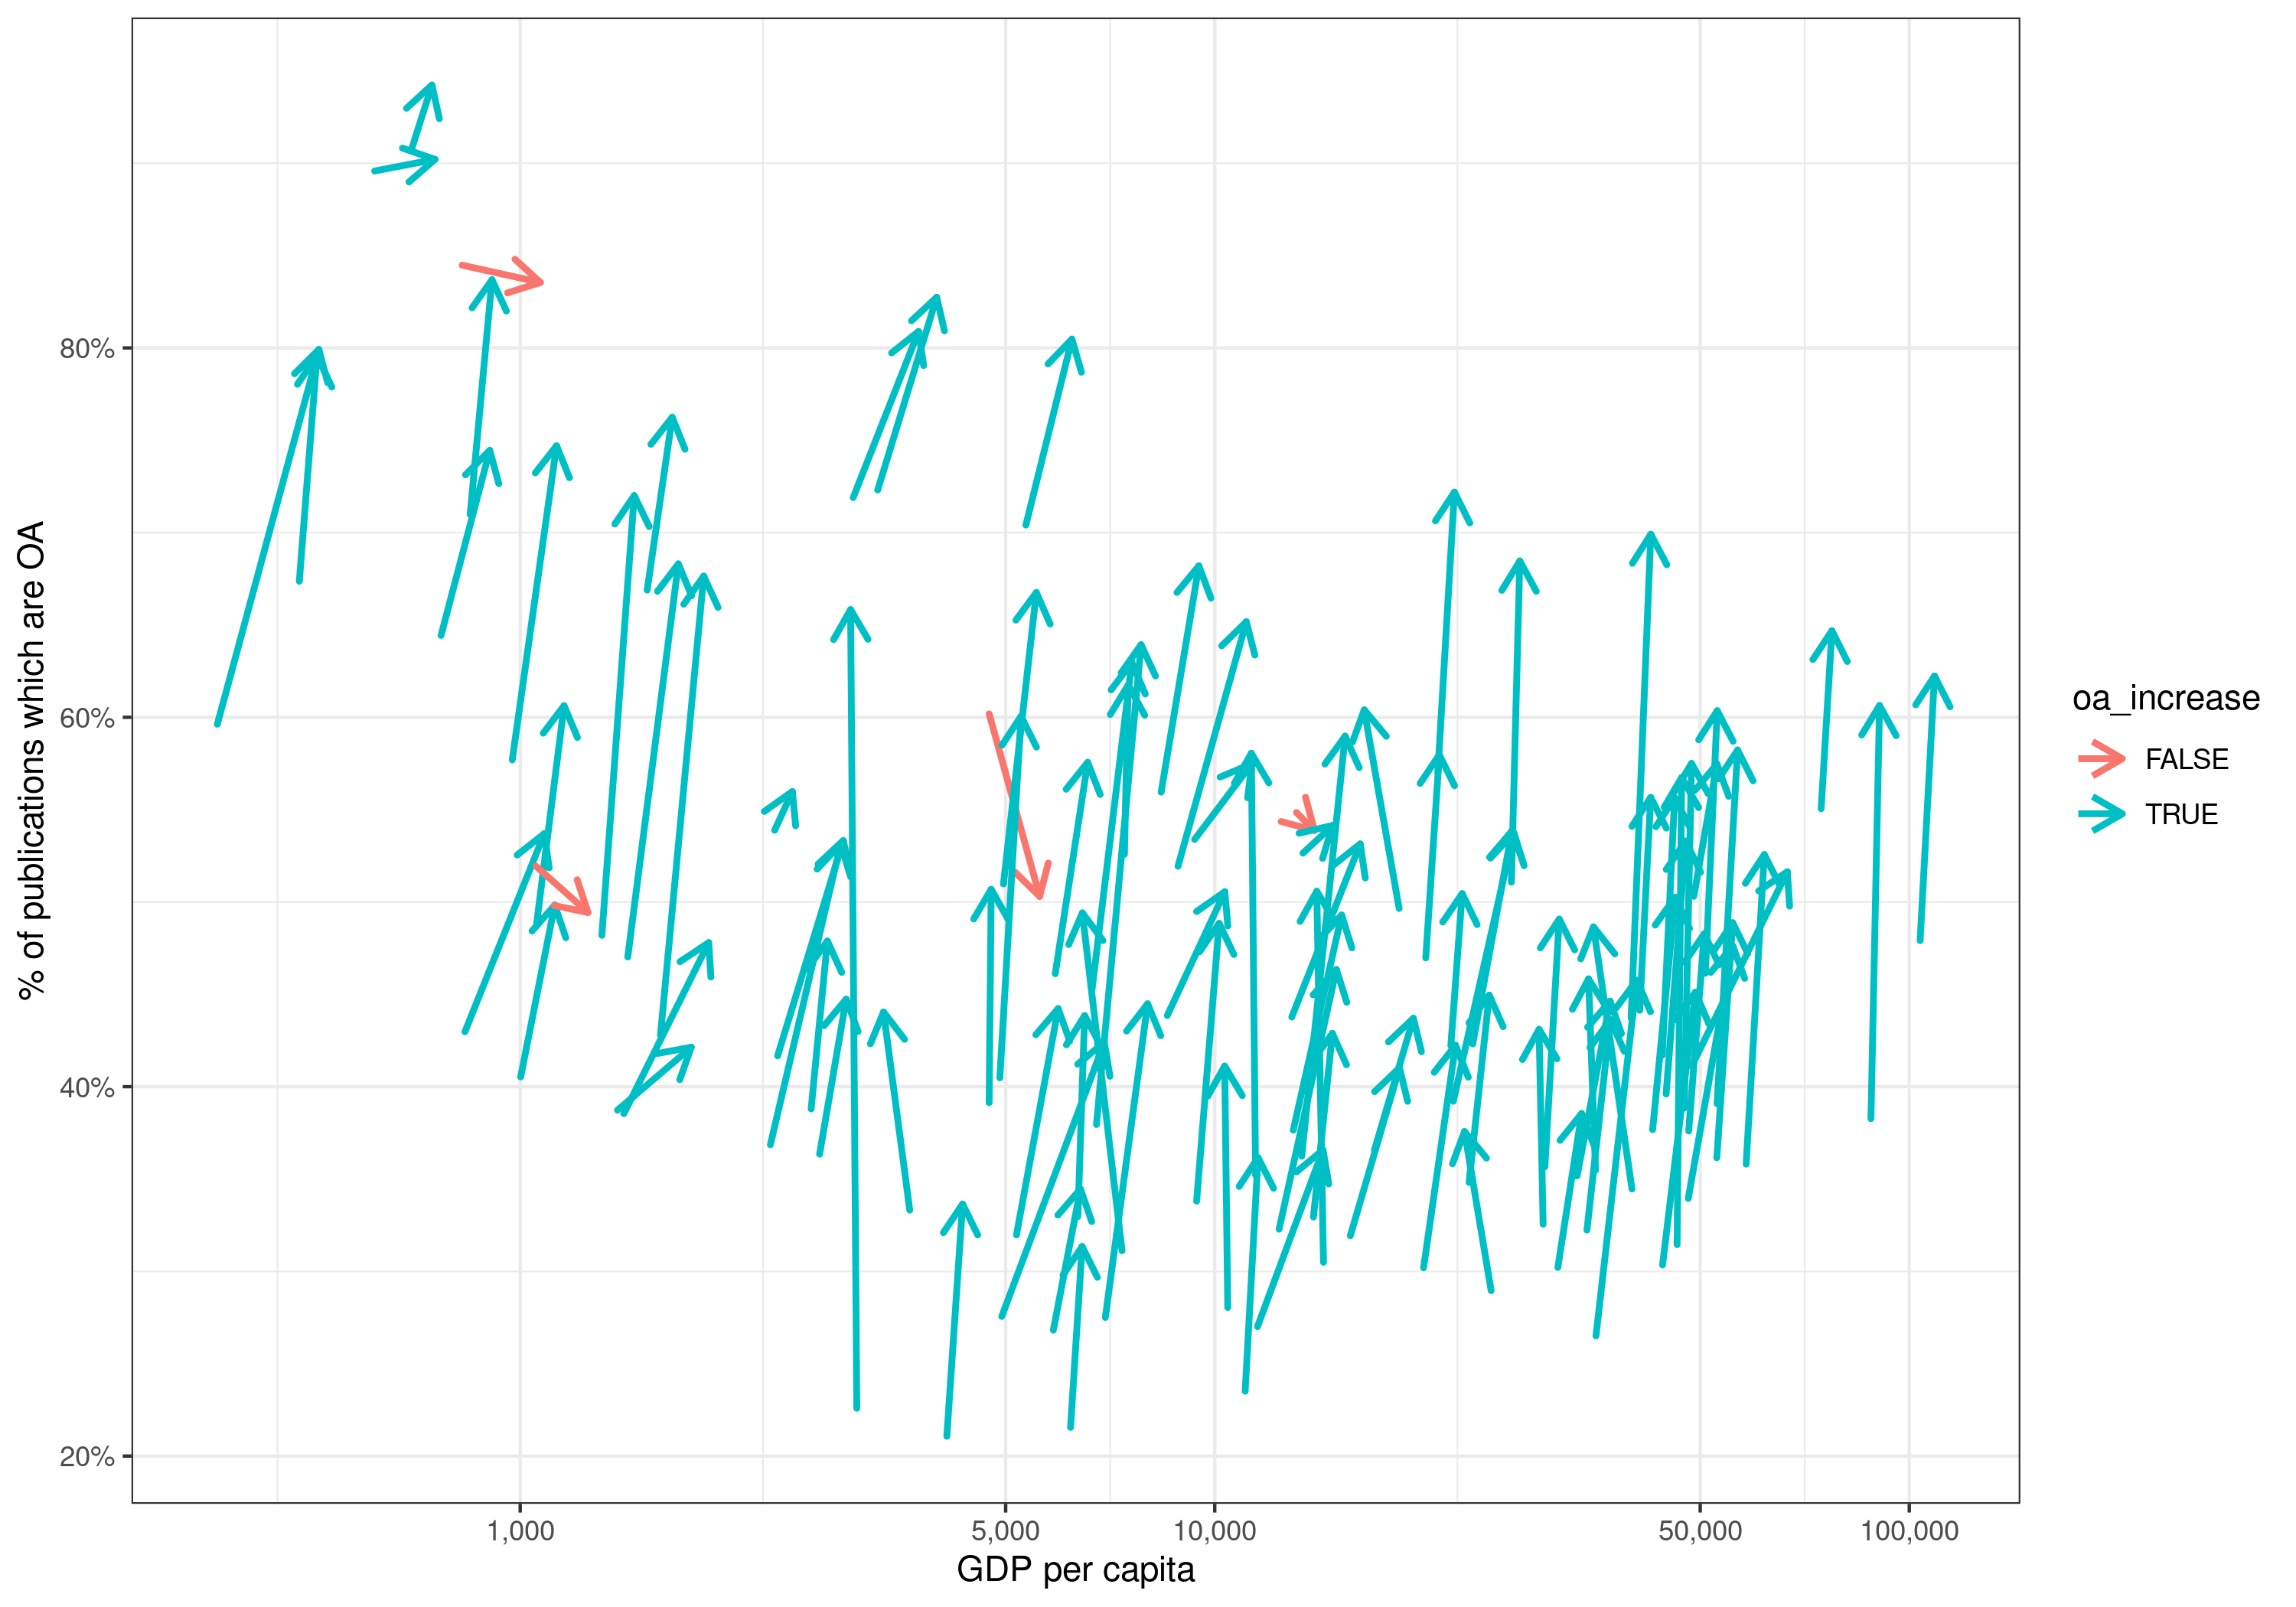 % of publications which are OA
80%
60%
40%
20%
1,000
5,000
10,000
50,000
100,000
GDP per capita
oa_increase
FALSE
TRUE